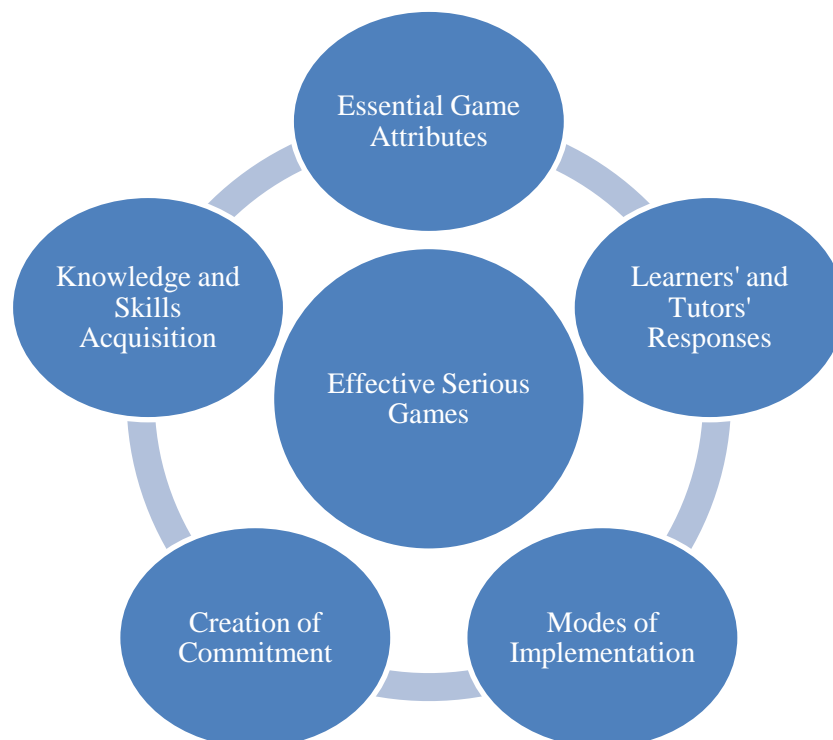 Essential Game
Attributes
Learners' and
Tutors'
Responses
Modes of
Implementation
Creation of
Commitment
Knowledge and
Skills
Acquisition
Effective Serious
Games